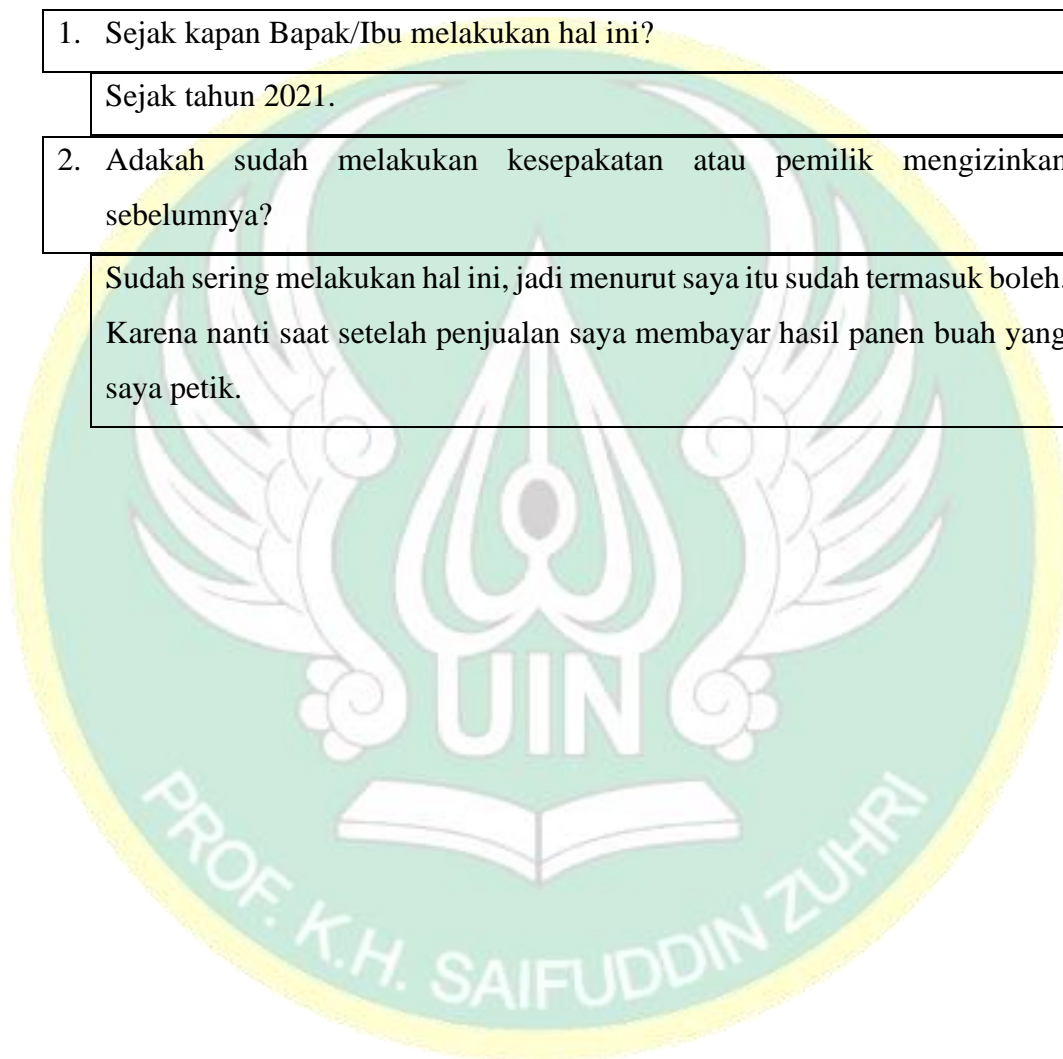 1. Sejak kapan Bapak/Ibu melakukan hal ini?
Sejak tahun 2021.
2. Adakah sudah melakukan kesepakatan atau pemilik mengizinkan
sebelumnya?
Sudah sering melakukan hal ini, jadi menurut saya itu sudah termasuk boleh.
Karena nanti saat setelah penjualan saya membayar hasil panen buah yang
saya petik.
UIN
PROF. K.H. SAIFUDDIN ZUHRI